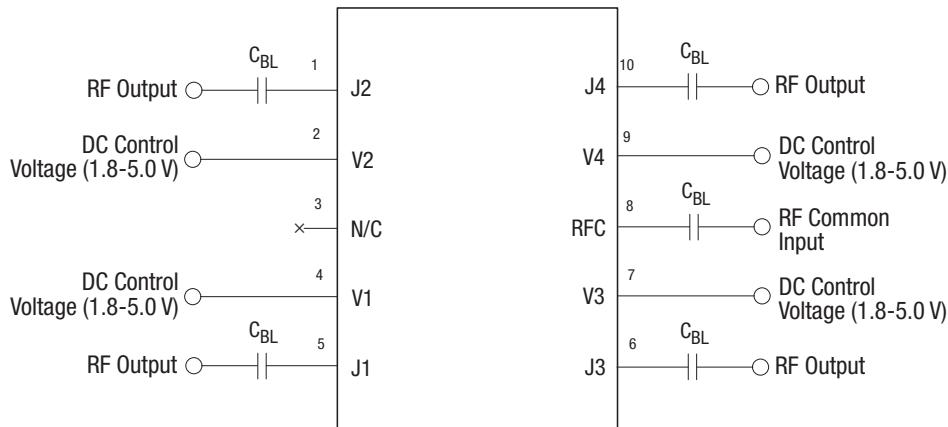 C_BL
1
RF Output
J2
2
DC Control
Voltage (1.8-5.0 V)
V2
3
N/C
4
DC Control
Voltage (1.8-5.0 V)
V1
C_BL
5
RF Output
J1
10
C_BL
J4
RF Output
9
V4
DC Control
Voltage (1.8-5.0 V)
8
C_BL
RFC
RF Common
Input
7
V3
DC Control
Voltage (1.8-5.0 V)
6
C_BL
J3
RF Output